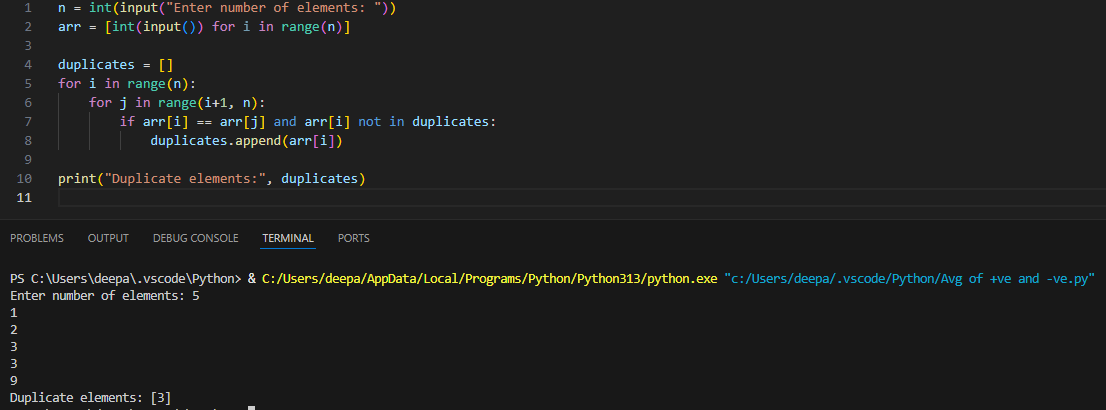 1 n = int(input("Enter number of elements: "))
2 arr = [int(input()) for i in range(n)]
3
4 duplicates = []
5 for i in range(n):
6     for j in range(i+1, n):
7         if arr[i] == arr[j] and arr[i] not in duplicates:
8             duplicates.append(arr[i])
9
10 print("Duplicate elements:", duplicates)
11
PROBLEMS OUTPUT DEBUG CONSOLE TERMINAL PORTS
PS C:\Users\deepa\.vscode\Python> & C:/Users/deepa/AppData/Local/Programs/Python/Python313/python.exe "c:/Users/deepa/.vscode/Python/Avg of +ve and -ve.py"
Enter number of elements: 5
1
2
3
3
9
Duplicate elements: [3]